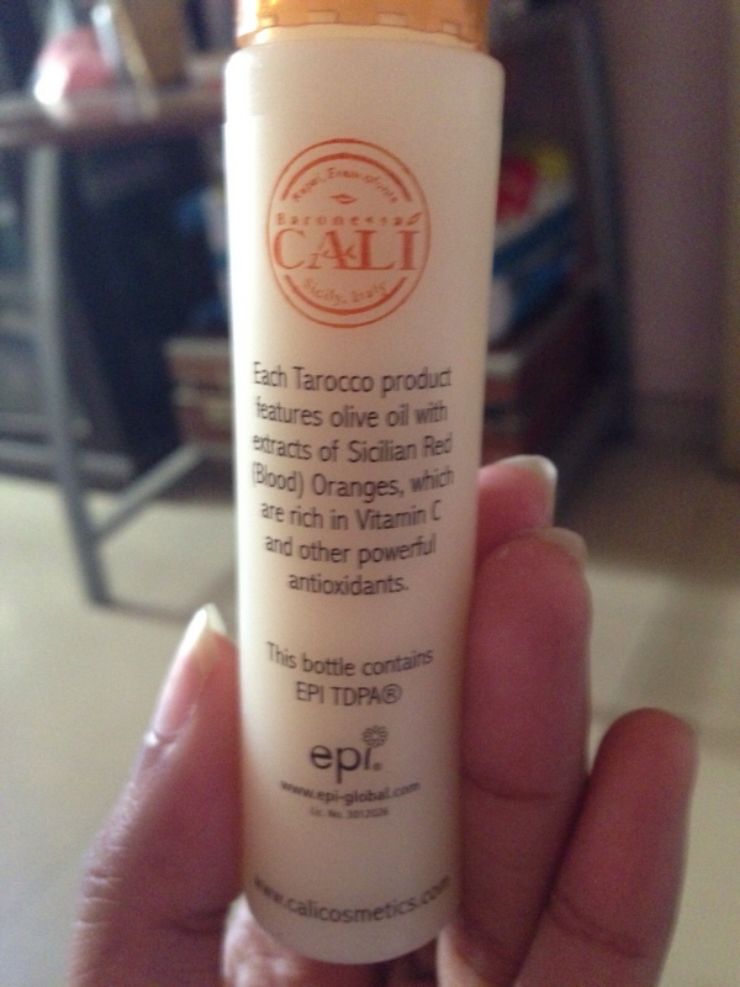 Baronessa
CALI
Sicily, Italy
Each Tarocco product
features olive oil with
extracts of Sicilian Red
(Blood) Oranges, which
are rich in Vitamin C
and other powerful
antioxidants.
This bottle contains
EPI TDPA®
epi®
www.epi-global.com
Lic. No.
www.calicosmetics.com